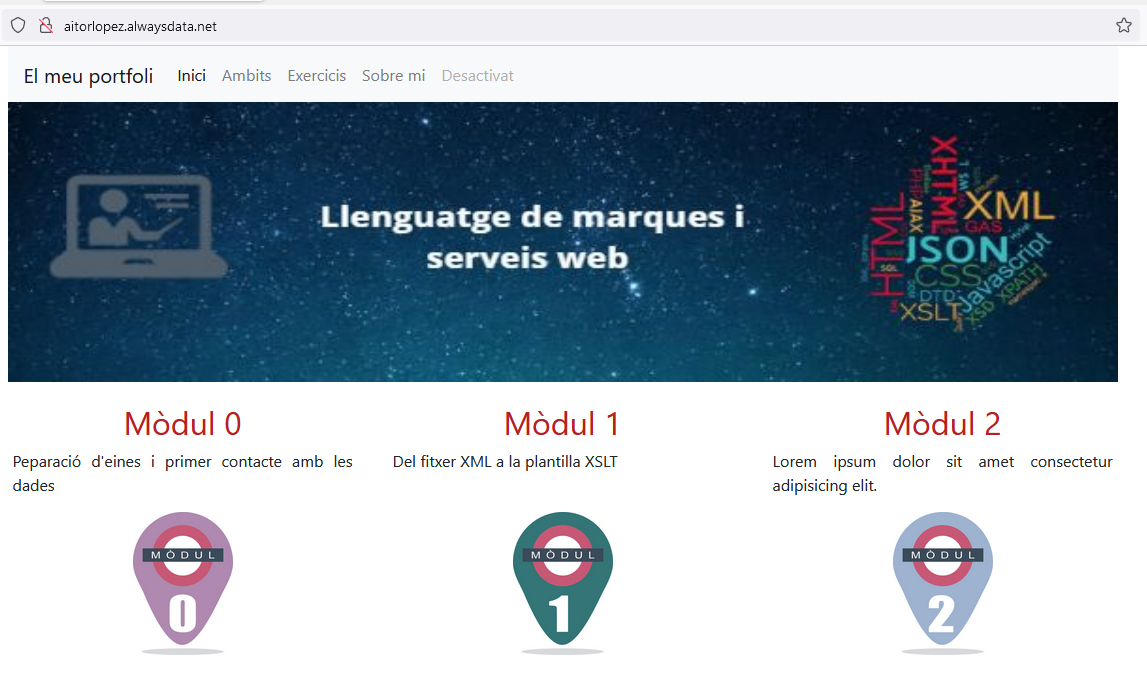 aitorlopez.alwaysdata.net
El meu portfoli Inici Ambits Exercicis Sobre mi Desactivat
Llenguatge de marques i
serveis web
XHTML
XML
GAS
HTML
PHP
AJAX
JSON
SQL
CSS
Javascript
DTD
XSLT
XSD
XPATH
Mòdul 0
Peparació d'eines i primer contacte amb les
dades
MÒDUL
0
Mòdul 1
Del fitxer XML a la plantilla XSLT
MÒDUL
1
Mòdul 2
Lorem ipsum dolor sit amet consectetur
adipisicing elit.
MÒDUL
2